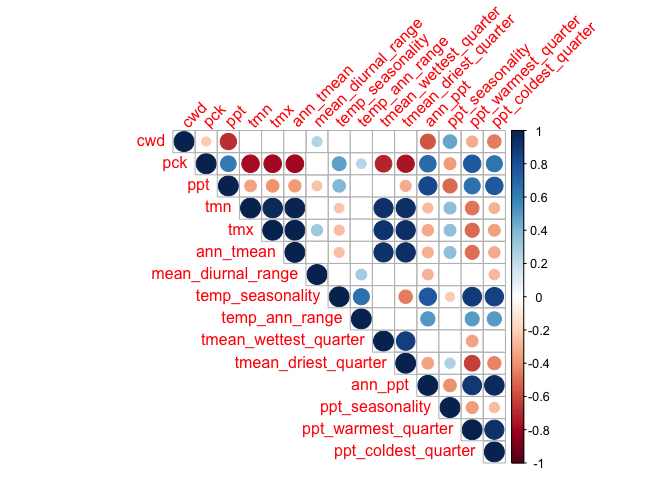 cwd
pck
ppt
tmn
tmx
ann_tmean
mean_diurnal_range
temp_seasonality
temp_ann_range
tmean_wettest_quarter
tmean_driest_quarter
ann_ppt
ppt_seasonality
ppt_warmest_quarter
ppt_coldest_quarter
cwd
pck
ppt
tmn
tmx
ann_tmean
mean_diurnal_range
temp_seasonality
temp_ann_range
tmean_wettest_quarter
tmean_driest_quarter
ann_ppt
ppt_seasonality
ppt_warmest_quarter
ppt_coldest_quarter
1
0.8
0.6
0.4
0.2
0
-0.2
-0.4
-0.6
-0.8
-1